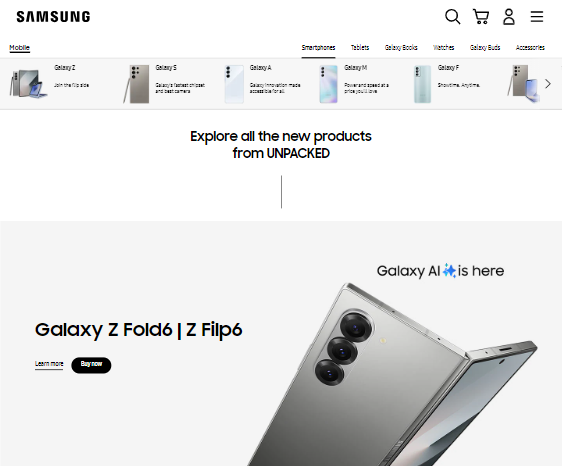 SAMSUNG
Mobile
Smartphones Tablets Galaxy Books Watches Galaxy Buds Accessories
Galaxy Z
Join the flip side
Galaxy S
Galaxy's fastest chipset
and best camera
Galaxy A
Galaxy innovation made
accessible for all.
Galaxy M
Power and speed at a
price you'll love
Galaxy F
Showtime. Anytime.
Explore all the new products
from UNPACKED
Galaxy AI is here
Galaxy Z Fold6 | Z Filp6
Learn more Buy now